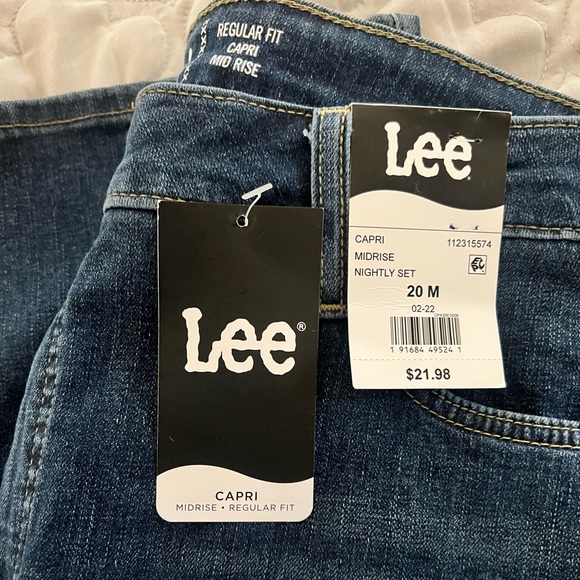 REGULAR FIT
CAPRI
MID RISE
Lee
CAPRI 112315574
MIDRISE
NIGHTLY SET
20 M
02-22
1 91684 49524 1
$21.98
Lee®
CAPRI
MIDRISE • REGULAR FIT